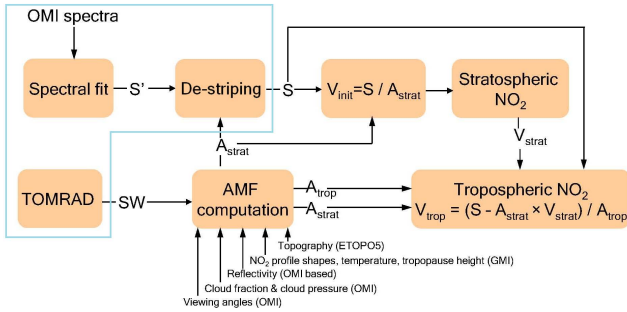 OMI spectra
Spectral fit
S'
De-striping
S
V_init=S / A_strat
Stratospheric
NO₂
A_strat
V_strat
TOMRAD
SW
AMF
computation
A_trop
A_strat
Tropospheric NO₂
V_trop = (S - A_strat × V_strat) / A_trop
Topography (ETOPO5)
NO₂ profile shapes, temperature, tropopause height (GMI)
Reflectivity (OMI based)
Cloud fraction & cloud pressure (OMI)
Viewing angles (OMI)